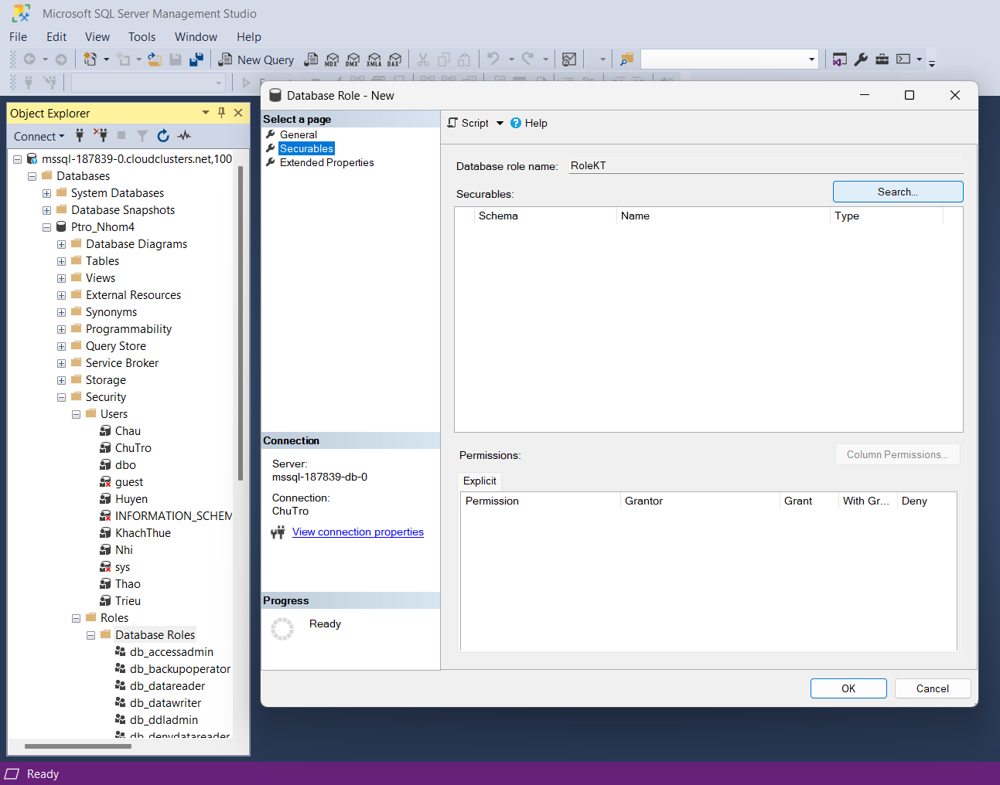 Microsoft SQL Server Management Studio
File Edit View Tools Window Help
New Query MDX DMX XMLA DAX
Object Explorer
Connect
mssql-187839-0.cloudclusters.net,100
Databases
System Databases
Database Snapshots
Ptro_Nhom4
Database Diagrams
Tables
Views
External Resources
Synonyms
Programmability
Query Store
Service Broker
Storage
Security
Users
Chau
ChuTro
dbo
guest
Huyen
INFORMATION_SCHEM
KhachThue
Nhi
sys
Thao
Trieu
Roles
Database Roles
db_accessadmin
db_backupoperator
db_datareader
db_datawriter
db_ddladmin
db_denydatareader
Database Role - New
Select a page
General
Securables
Extended Properties
Connection
Server:
mssql-187839-db-0
Connection:
ChuTro
View connection properties
Progress
Ready
Script Help
Database role name: RoleKT
Securables: Search...
Schema Name Type
Permissions: Column Permissions...
Explicit
Permission Grantor Grant With Gr... Deny
OK Cancel
Ready